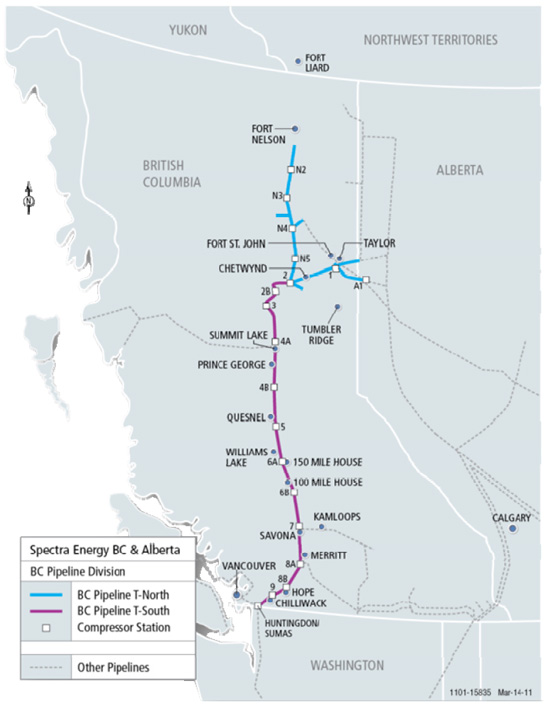 YUKON
NORTHWEST TERRITORIES
FORT
LIARD
FORT
NELSON
BRITISH
COLUMBIA
ALBERTA
N2
N3
N4
FORT ST. JOHN
TAYLOR
N5
CHETWYND
1
2
A1
2B
3
TUMBLER
RIDGE
SUMMIT LAKE
4A
PRINCE GEORGE
4B
QUESNEL
5
WILLIAMS
LAKE
6A
150 MILE HOUSE
100 MILE HOUSE
6B
KAMLOOPS
CALGARY
7
SAVONA
MERRITT
8A
VANCOUVER
8B
9
HOPE
CHILLIWACK
HUNTINGDON/
SUMAS
WASHINGTON
N
Spectra Energy BC & Alberta
BC Pipeline Division
BC Pipeline T-North
BC Pipeline T-South
Compressor Station
Other Pipelines
1101-15835 Mar-14-11